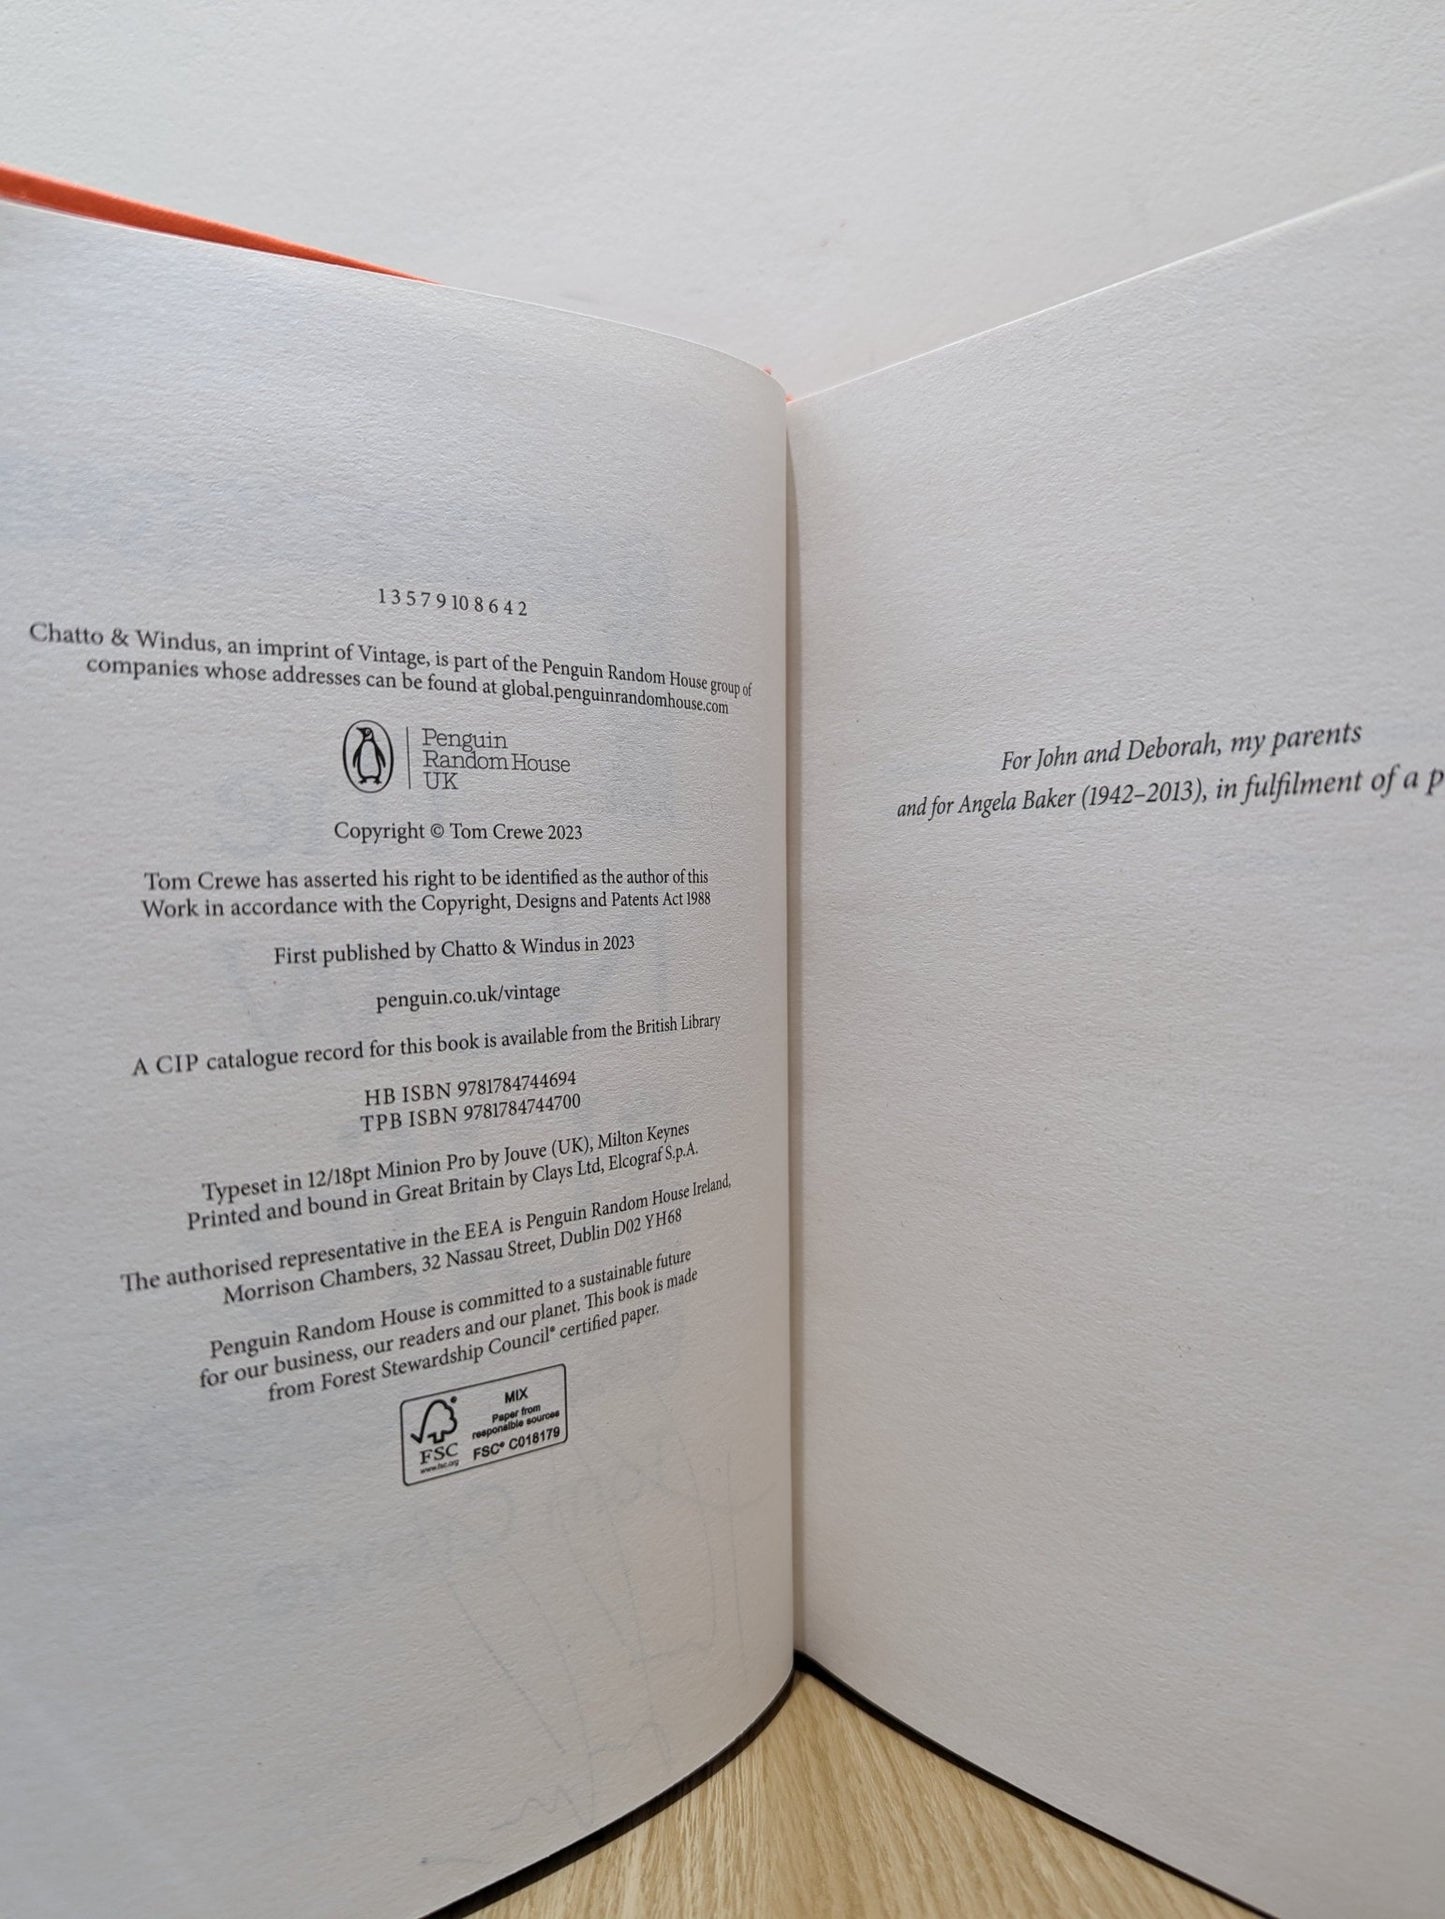 1 3 5 7 9 10 8 6 4 2
Chatto & Windus, an imprint of Vintage, is part of the Penguin Random House group of
companies whose addresses can be found at global.penguinrandomhouse.com
Penguin
Random House
UK
Copyright © Tom Crewe 2023
Tom Crewe has asserted his right to be identified as the author of this
Work in accordance with the Copyright, Designs and Patents Act 1988
First published by Chatto & Windus in 2023
penguin.co.uk/vintage
A CIP catalogue record for this book is available from the British Library
HB ISBN 9781784744694
TPB ISBN 9781784744700
Typeset in 12/18pt Minion Pro by Jouve (UK), Milton Keynes
Printed and bound in Great Britain by Clays Ltd, Elcograf S.p.A.
The authorised representative in the EEA is Penguin Random House Ireland,
Morrison Chambers, 32 Nassau Street, Dublin D02 YH68
Penguin Random House is committed to a sustainable future
for our business, our readers and our planet. This book is made
from Forest Stewardship Council® certified paper.
FSC
www.fsc.org
MIX
Paper from
responsible sources
FSC® C018179
For John and Deborah, my parents
and for Angela Baker (1942–2013), in fulfilment of a p